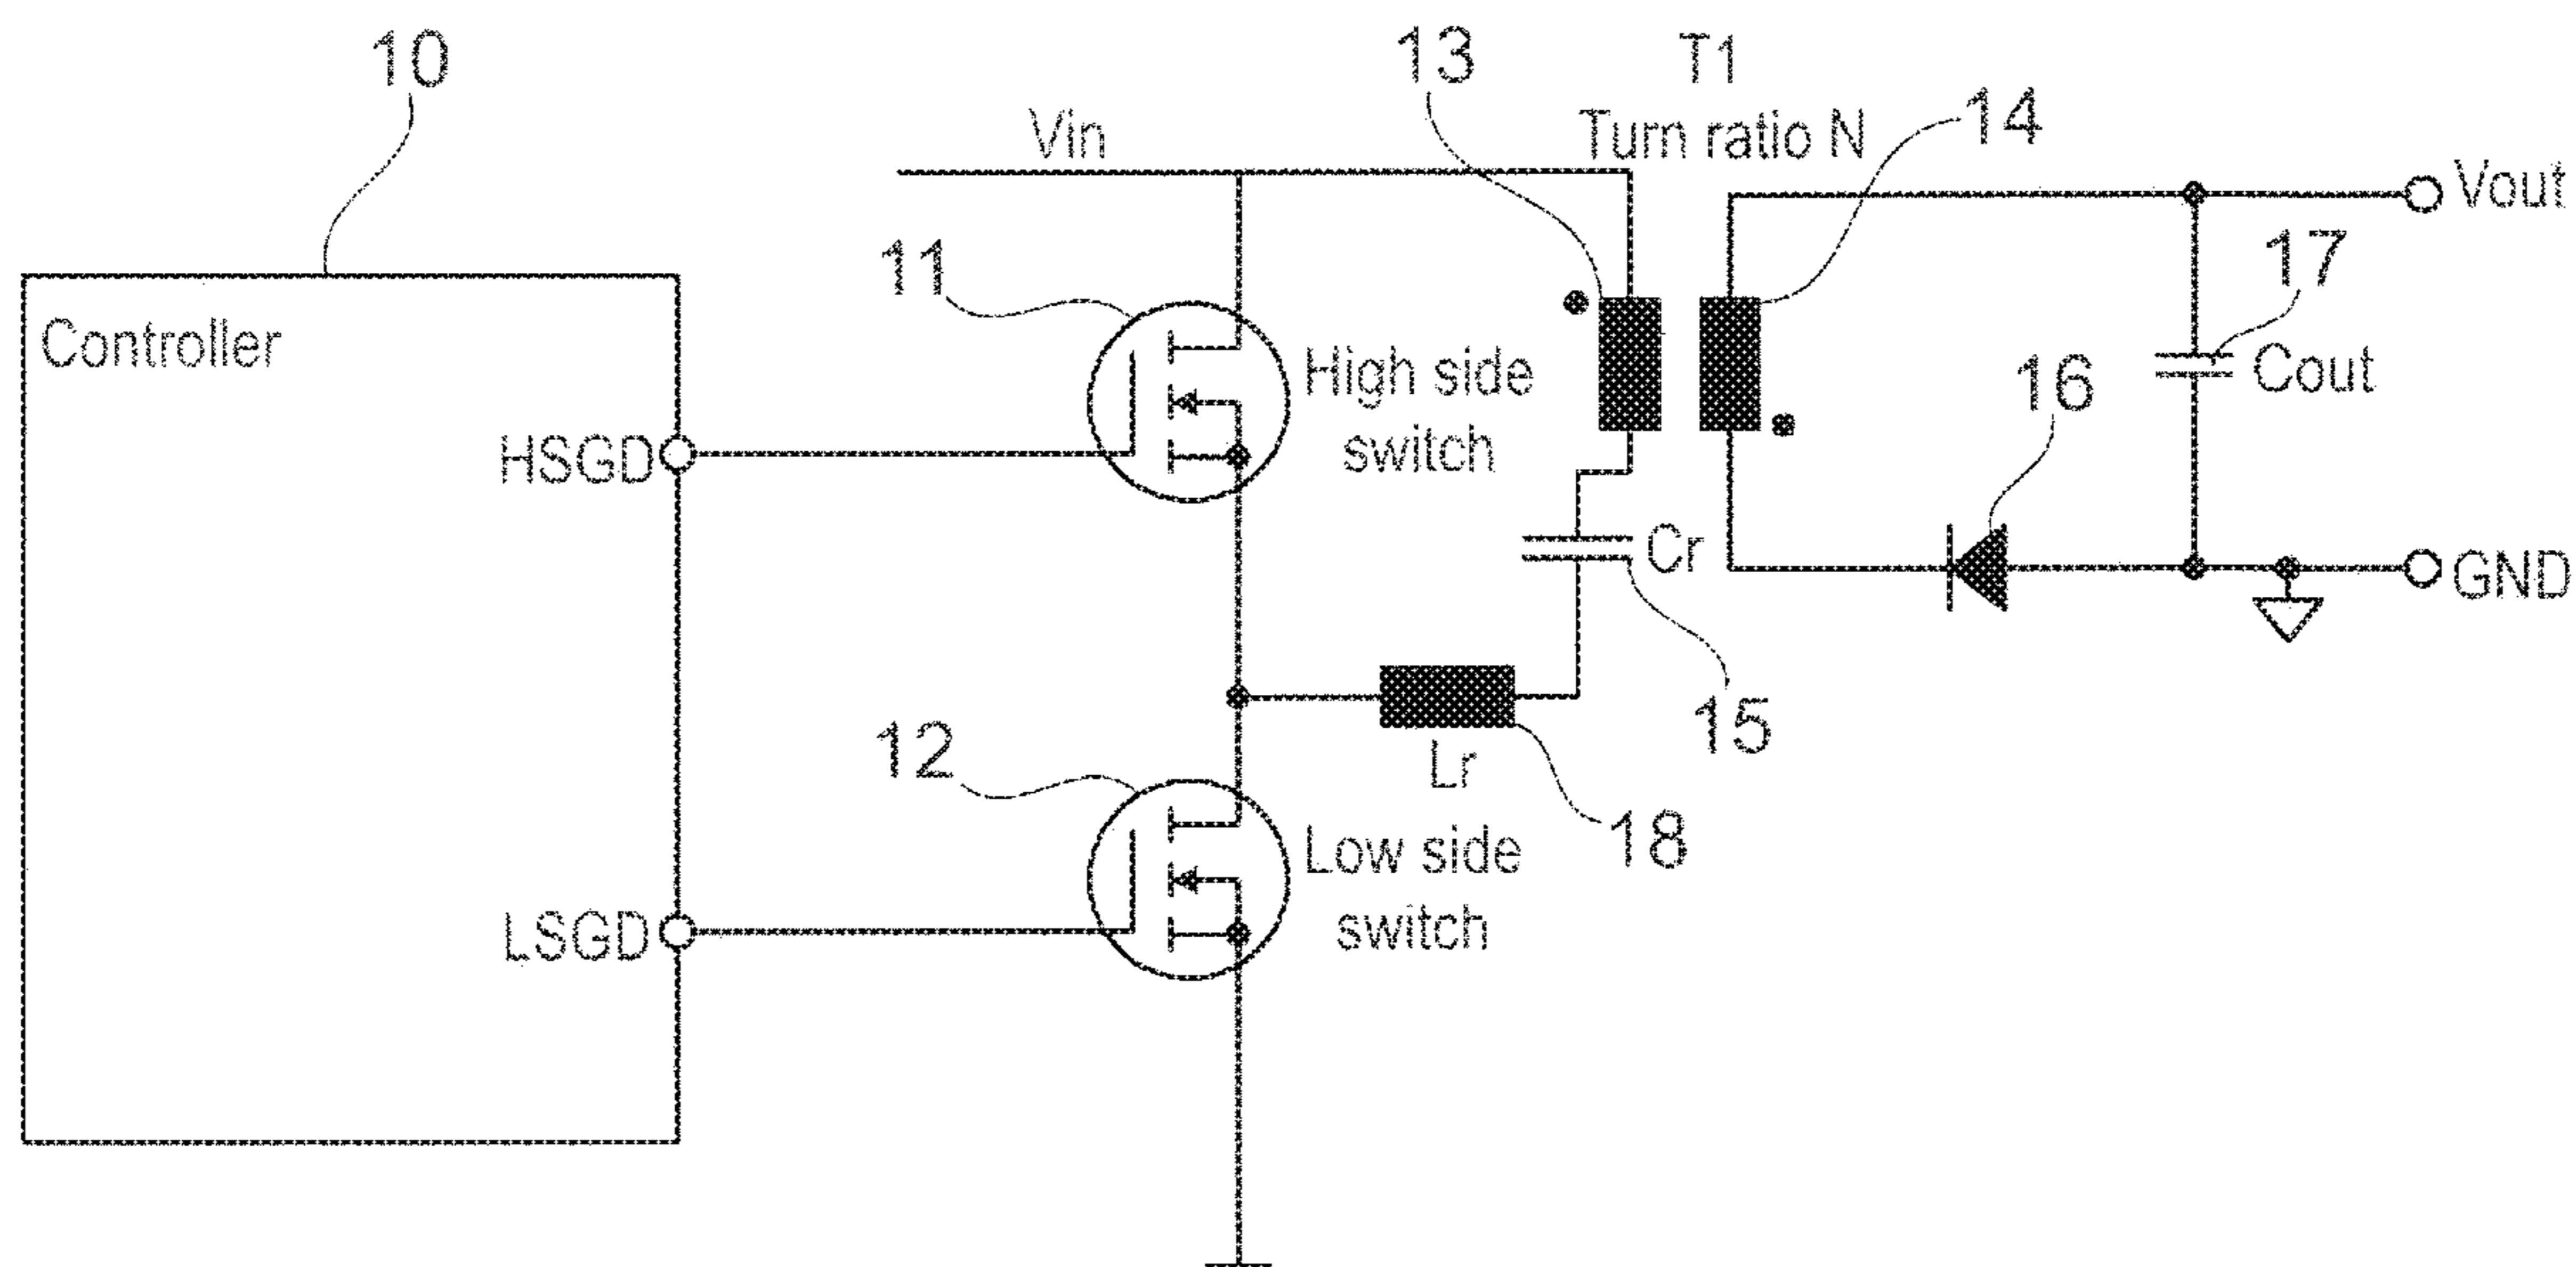 10
13
T1
Turn ratio N
14
Vin
Vout
11
17
Controller
High side
switch
Cout
16
HSGD
Cr
GND
12
15
Lr
18
Low side
switch
LSGD